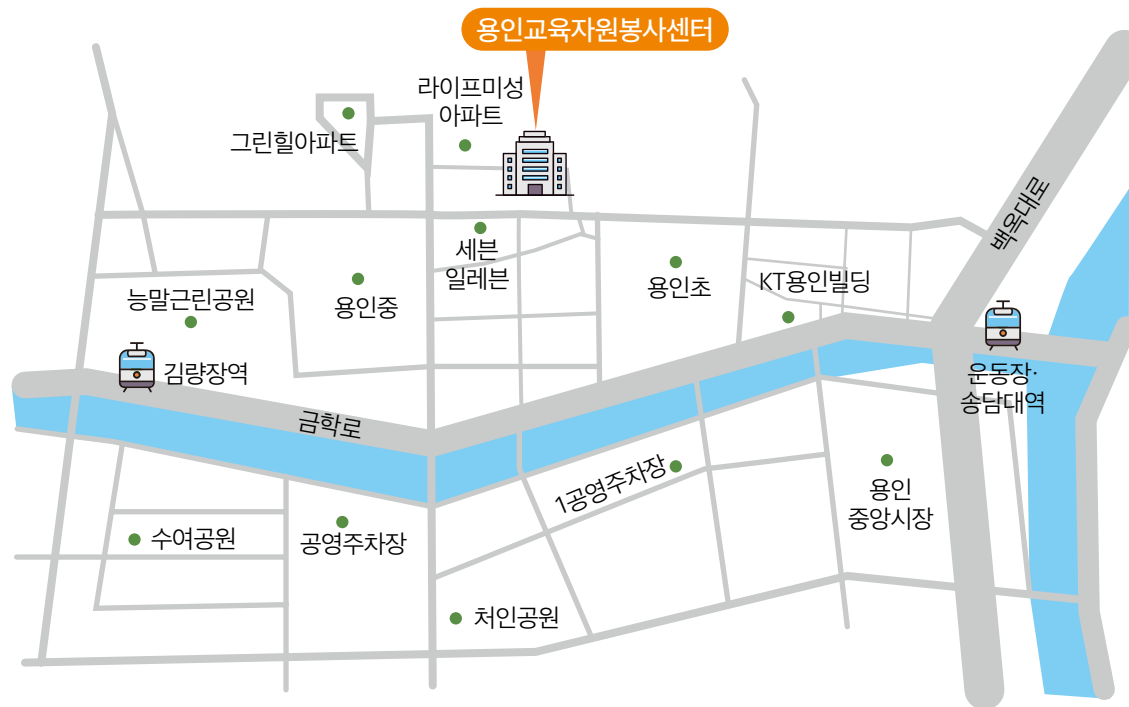 용인교육자원봉사센터
라이프미성
아파트
그린힐아파트
백옥대로
세븐
일레븐
용인초
KT용인빌딩
능말근린공원
용인중
김량장역
운동장·
송담대역
금학로
1공영주차장
용인
중앙시장
수여공원
공영주차장
처인공원